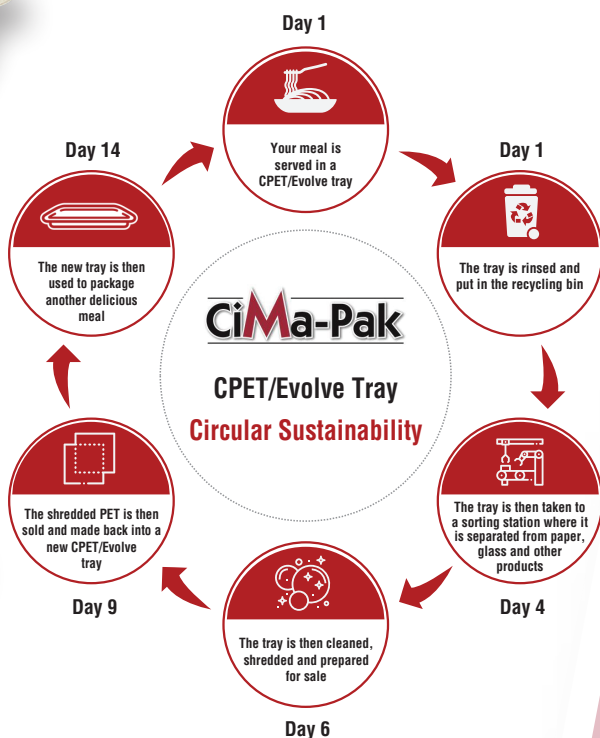 Day 1
Your meal is
served in a
CPET/Evolve tray
Day 1
The tray is rinsed and
put in the recycling bin
The tray is then taken to
a sorting station where it
is separated from paper,
glass and other
products
Day 4
The tray is then cleaned,
shredded and prepared
for sale
Day 6
The shredded PET is then
sold and made back into a
new CPET/Evolve
tray
Day 9
Day 14
The new tray is then
used to package
another delicious
meal
CiMa-Pak
CPET/Evolve Tray
Circular Sustainability